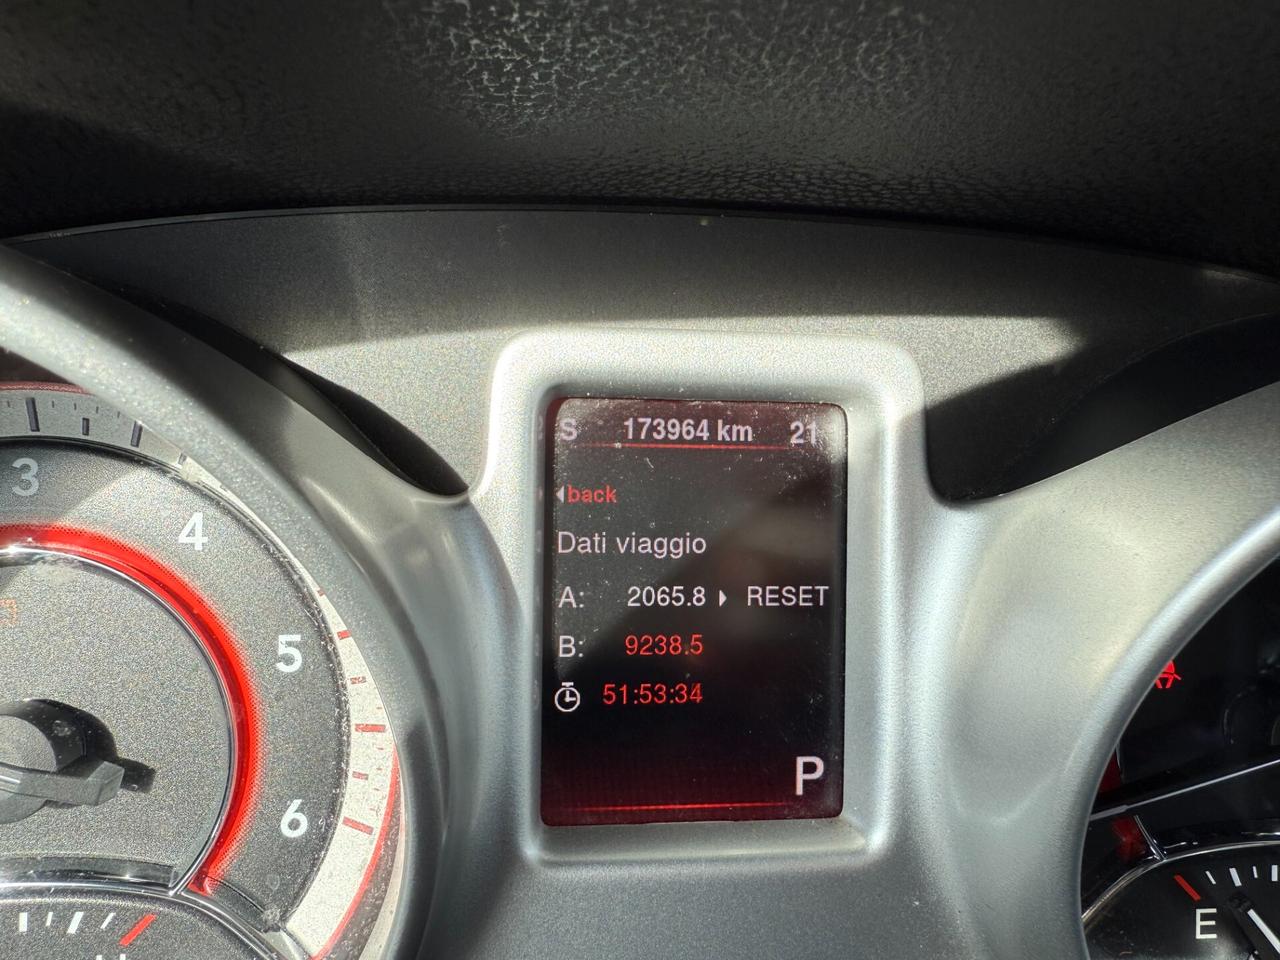 S 173964 km 21
back
Dati viaggio
A: 2065.8 RESET
B: 9238.5
51:53:34
P
3
4
5
6
E